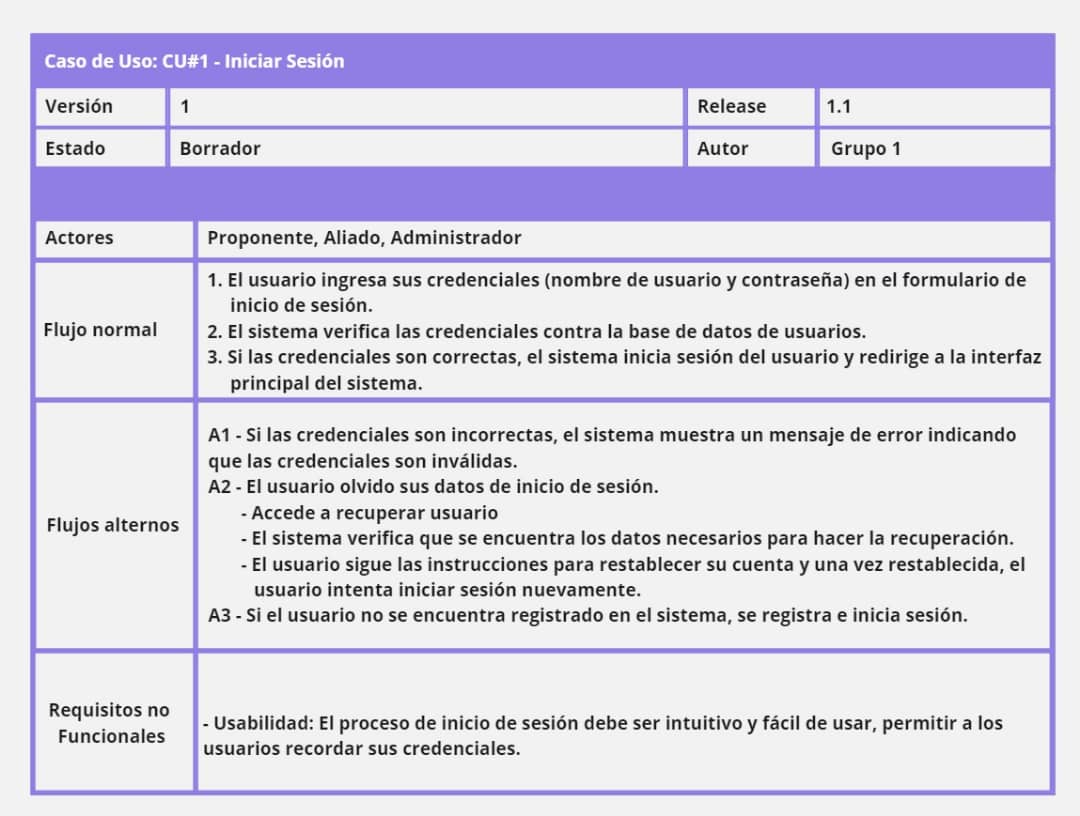 Caso de Uso: CU#1 - Iniciar Sesión
Versión 1 Release 1.1
Estado Borrador Autor Grupo 1
Actores Proponente, Aliado, Administrador
Flujo normal
1. El usuario ingresa sus credenciales (nombre de usuario y contraseña) en el formulario de
inicio de sesión.
2. El sistema verifica las credenciales contra la base de datos de usuarios.
3. Si las credenciales son correctas, el sistema inicia sesión del usuario y redirige a la interfaz
principal del sistema.
Flujos alternos
A1 - Si las credenciales son incorrectas, el sistema muestra un mensaje de error indicando
que las credenciales son inválidas.
A2 - El usuario olvido sus datos de inicio de sesión.
- Accede a recuperar usuario
- El sistema verifica que se encuentra los datos necesarios para hacer la recuperación.
- El usuario sigue las instrucciones para restablecer su cuenta y una vez restablecida, el
usuario intenta iniciar sesión nuevamente.
A3 - Si el usuario no se encuentra registrado en el sistema, se registra e inicia sesión.
Requisitos no
Funcionales
- Usabilidad: El proceso de inicio de sesión debe ser intuitivo y fácil de usar, permitir a los
usuarios recordar sus credenciales.